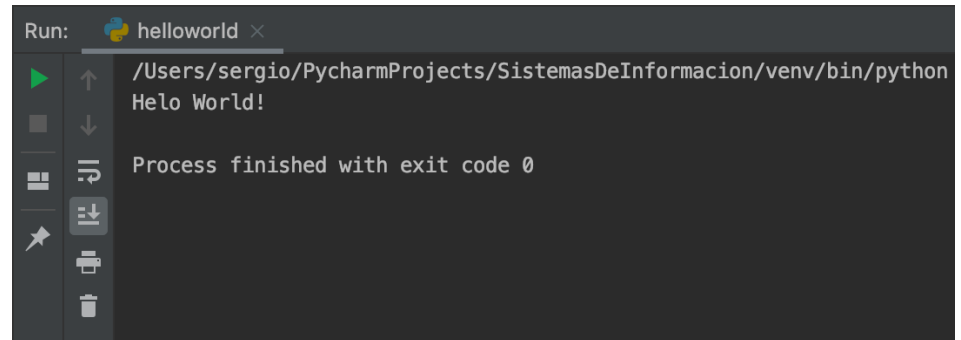 Run: helloworld
/Users/sergio/PycharmProjects/SistemasDeInformacion/venv/bin/python
Helo World!
Process finished with exit code 0